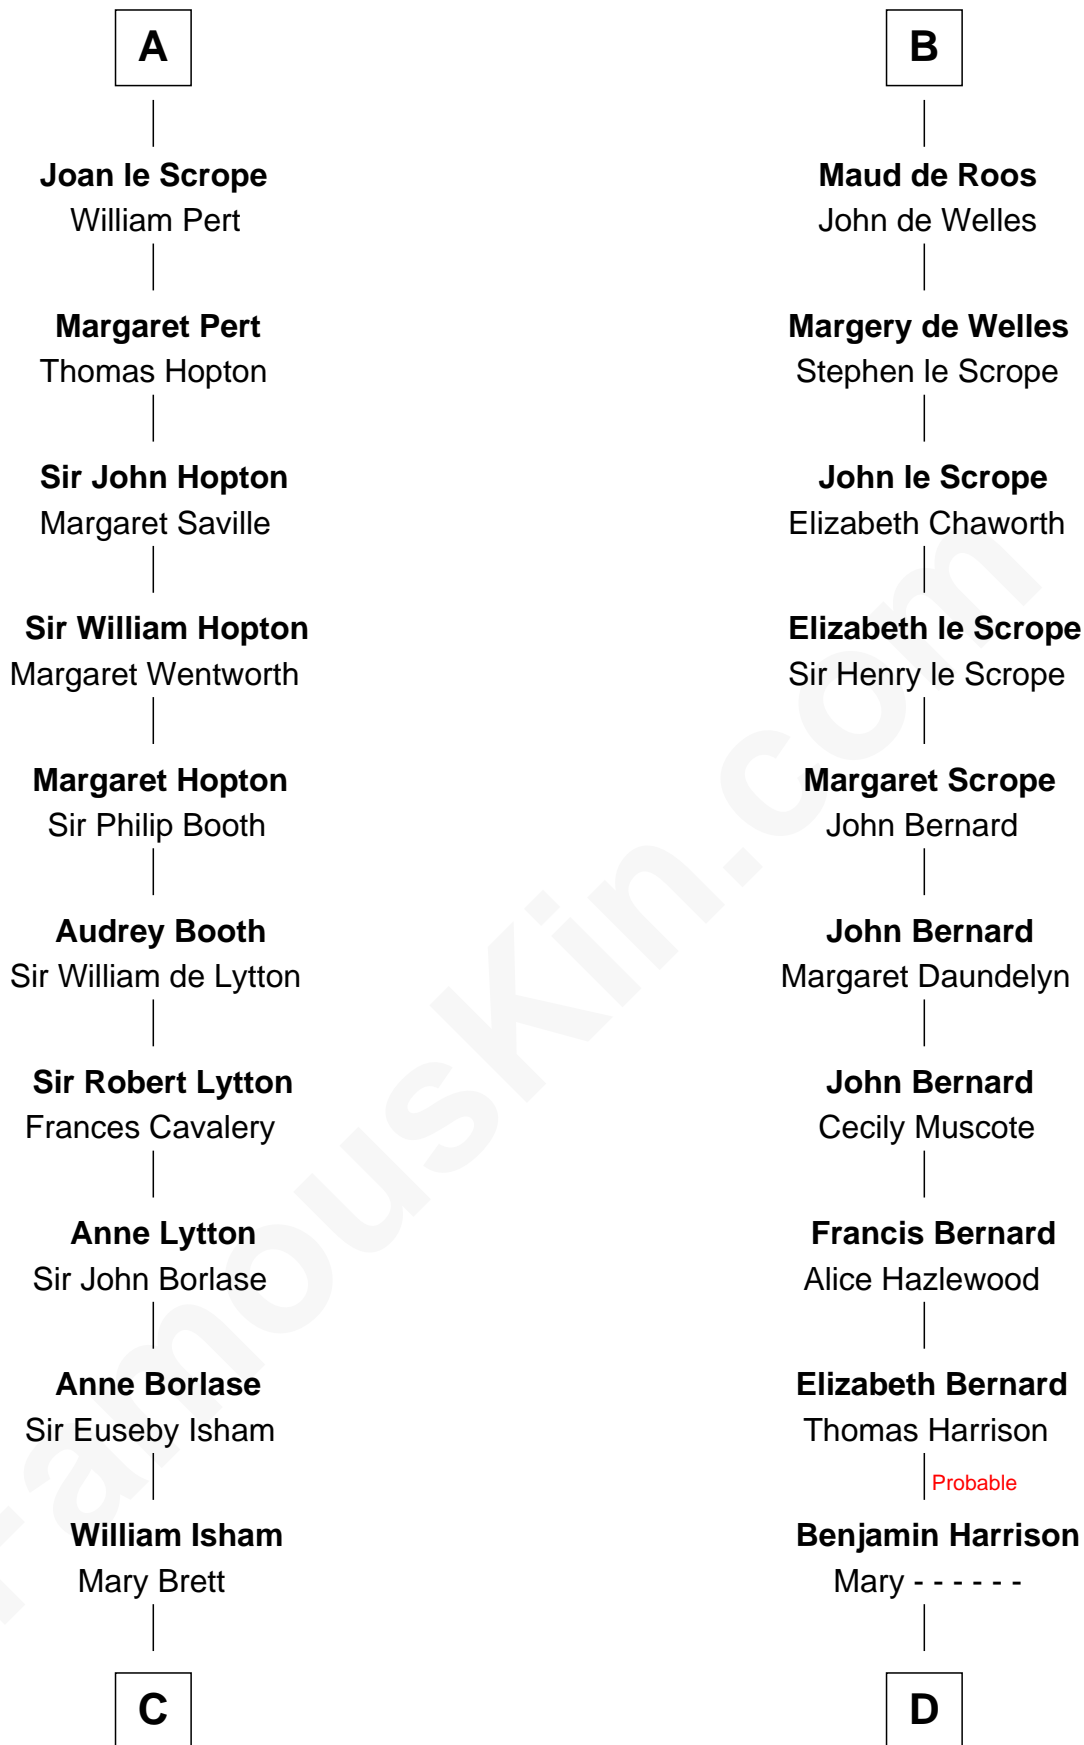 A
Joan le Scrope
William Pert
Margaret Pert
Thomas Hopton
Sir John Hopton
Margaret Saville
Sir William Hopton
Margaret Wentworth
Margaret Hopton
Sir Philip Booth
Audrey Booth
Sir William de Lytton
Sir Robert Lytton
Frances Cavalery
Anne Lytton
Sir John Borlase
Anne Borlase
Sir Euseby Isham
William Isham
Mary Brett
C
B
Maud de Roos
John de Welles
Margery de Welles
Stephen le Scrope
John le Scrope
Elizabeth Chaworth
Elizabeth le Scrope
Sir Henry le Scrope
Margaret Scrope
John Bernard
John Bernard
Margaret Daundelyn
John Bernard
Cecily Muscote
Francis Bernard
Alice Hazlewood
Elizabeth Bernard
Thomas Harrison
Probable
Benjamin Harrison
Mary - - - - - -
D
FamousKin.com